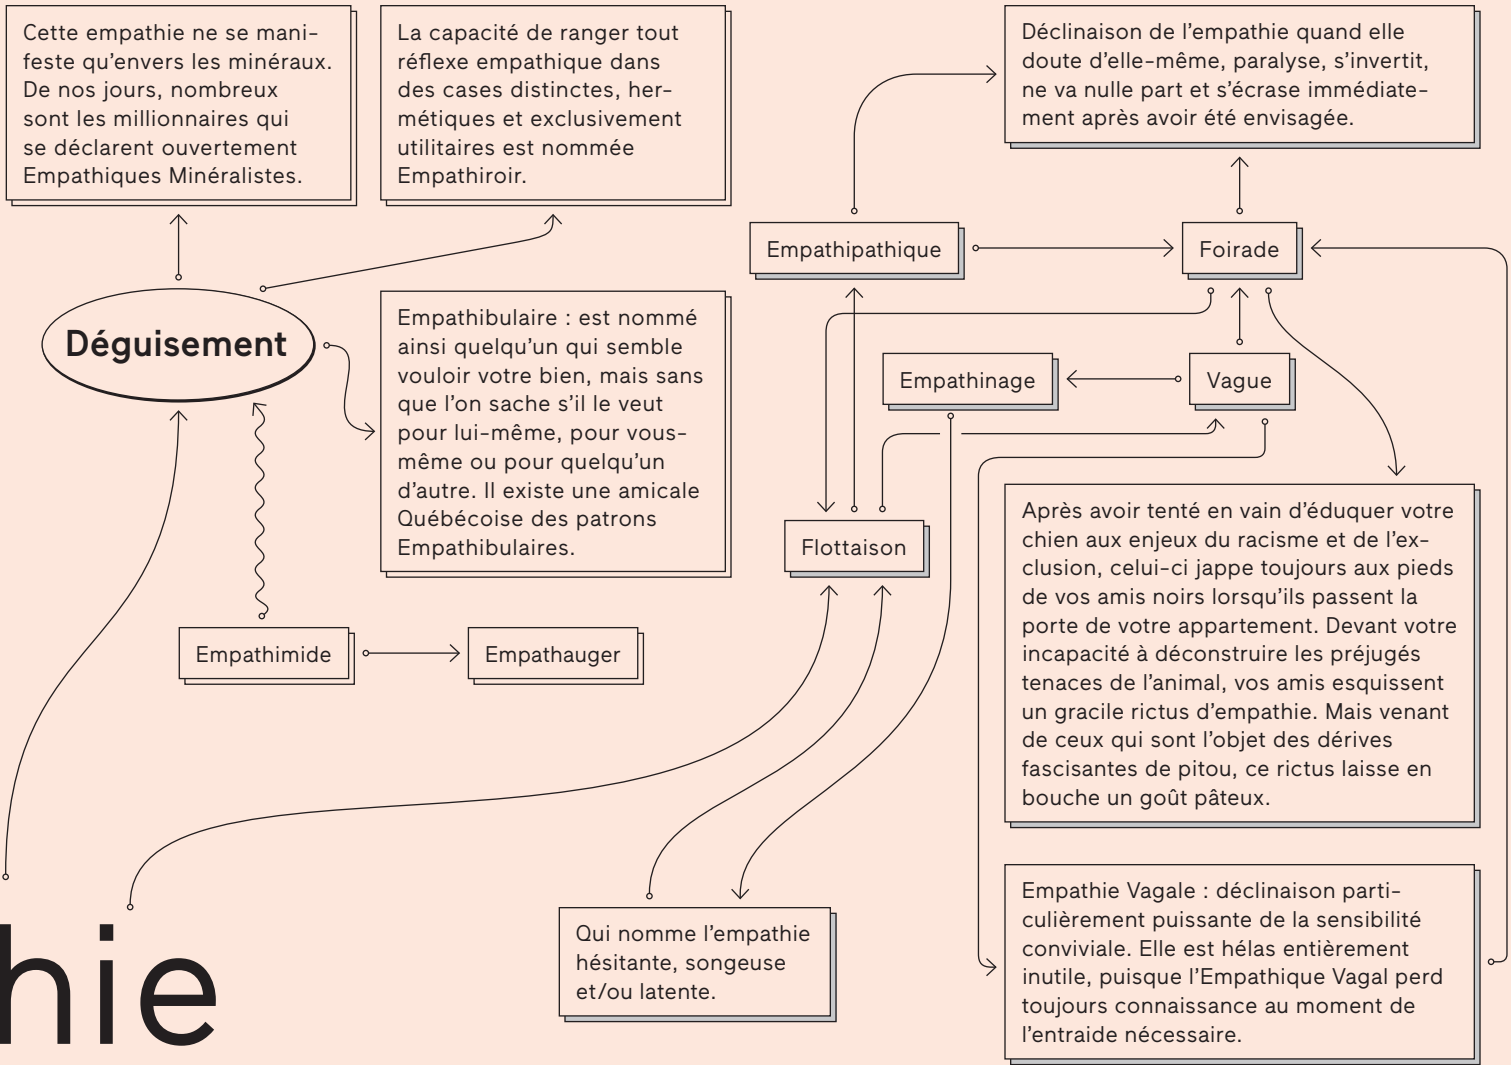 Cette empathie ne se mani-
feste qu'envers les minéraux.
De nos jours, nombreux
sont les millionnaires qui
se déclarent ouvertement
Empathiques Minéralistes.
La capacité de ranger tout
réflexe empathique dans
des cases distinctes, her-
métiques et exclusivement
utilitaires est nommée
Empathiroir.
Déclinaison de l'empathie quand elle
doute d'elle-même, paralyse, s'invertit,
ne va nulle part et s'écrase immédiate-
ment après avoir été envisagée.
Empathipathique
Foirade
Déguisement
Empathibulaire : est nommé
ainsi quelqu'un qui semble
vouloir votre bien, mais sans
que l'on sache s'il le veut
pour lui-même, pour vous-
même ou pour quelqu'un
d'autre. Il existe une amicale
Québécoise des patrons
Empathibulaires.
Empathinage
Vague
Flottaison
Après avoir tenté en vain d'éduquer votre
chien aux enjeux du racisme et de l'ex-
clusion, celui-ci jappe toujours aux pieds
de vos amis noirs lorsqu'ils passent la
porte de votre appartement. Devant votre
incapacité à déconstruire les préjugés
tenaces de l'animal, vos amis esquissent
un gracile rictus d'empathie. Mais venant
de ceux qui sont l'objet des dérives
fascisantes de pitou, ce rictus laisse en
bouche un goût pâteux.
Empathimide
Empathauger
hie
Qui nomme l'empathie
hésitante, songeuse
et/ou latente.
Empathie Vagale : déclinaison parti-
culièrement puissante de la sensibilité
conviviale. Elle est hélas entièrement
inutile, puisque l'Empathique Vagal perd
toujours connaissance au moment de
l'entraide nécessaire.